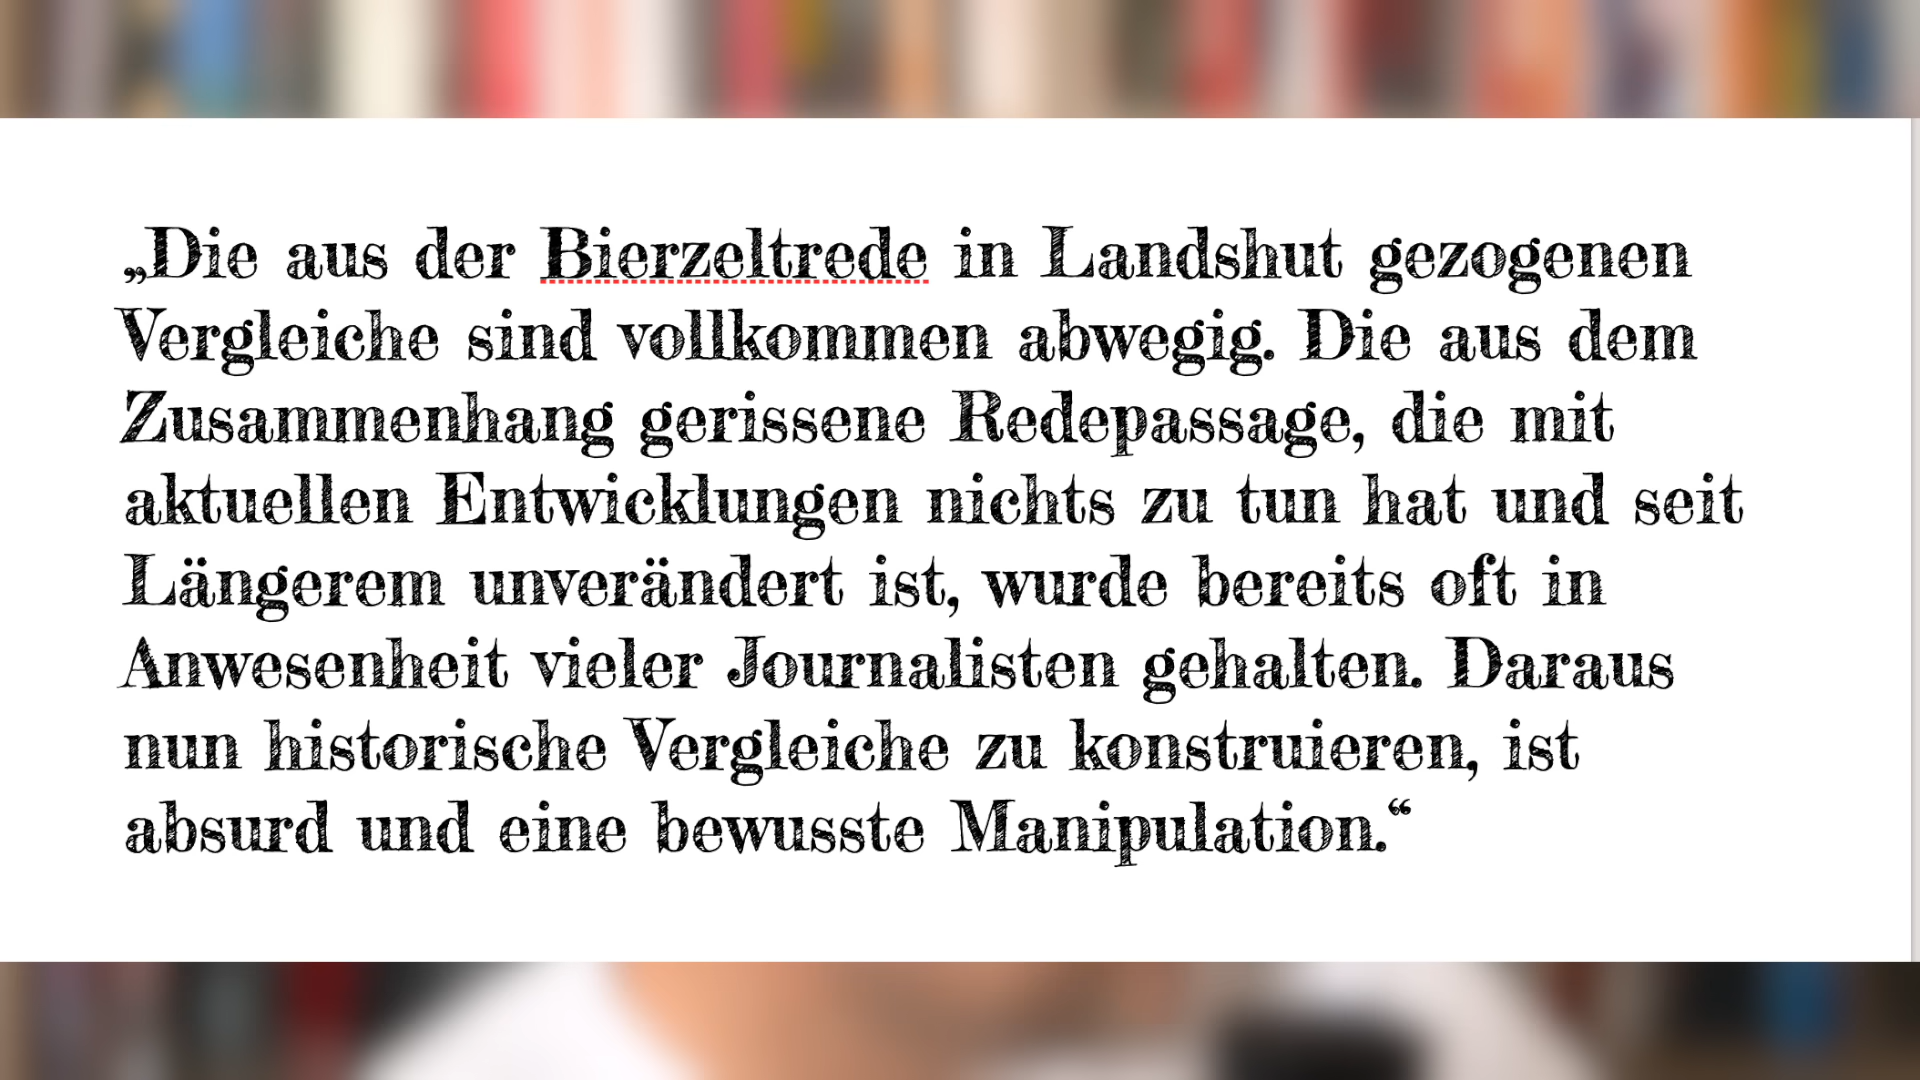 „Die aus der Bierzeltrede in Landshut gezogenen
Vergleiche sind vollkommen abwegig. Die aus dem
Zusammenhang gerissene Redepassage, die mit
aktuellen Entwicklungen nichts zu tun hat und seit
Längerem unverändert ist, wurde bereits oft in
Anwesenheit vieler Journalisten gehalten. Daraus
nun historische Vergleiche zu konstruieren, ist
absurd und eine bewusste Manipulation.“